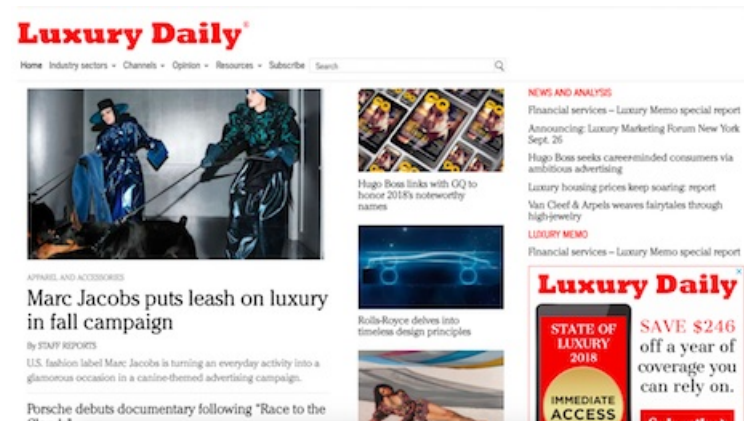 Luxury Daily®
Home Industry sectors Channels Opinion Resources Subscribe Search
APPAREL AND ACCESSORIES
Marc Jacobs puts leash on luxury
in fall campaign
By STAFF REPORTS
U.S. fashion label Marc Jacobs is turning an everyday activity into a
glamorous occasion in a canine-themed advertising campaign.
Porsche debuts documentary following "Race to the
GQ
Hugo Boss links with GQ to
honor 2018's noteworthy
names
Rolls-Royce delves into
timeless design principles
NEWS AND ANALYSIS
Financial services – Luxury Memo special report
Announcing: Luxury Marketing Forum New York
Sept. 26
Hugo Boss seeks career-minded consumers via
ambitious advertising
Luxury housing prices keep soaring: report
Van Cleef & Arpels weaves fairytales through
high-jewelry
LUXURY MEMO
Financial services – Luxury Memo special report
Luxury Daily
STATE OF
LUXURY
2018
IMMEDIATE
ACCESS
SAVE $246
off a year of
coverage you
can rely on.